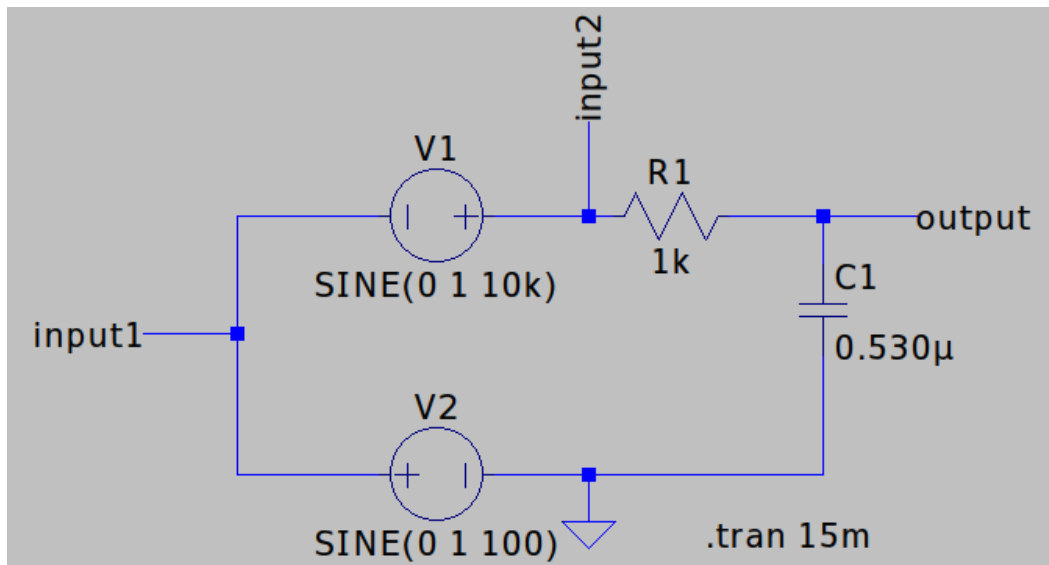 input2
V1
R1
output
1k
C1
SINE(0 1 10k)
input1
0.530µ
V2
SINE(0 1 100)
.tran 15m